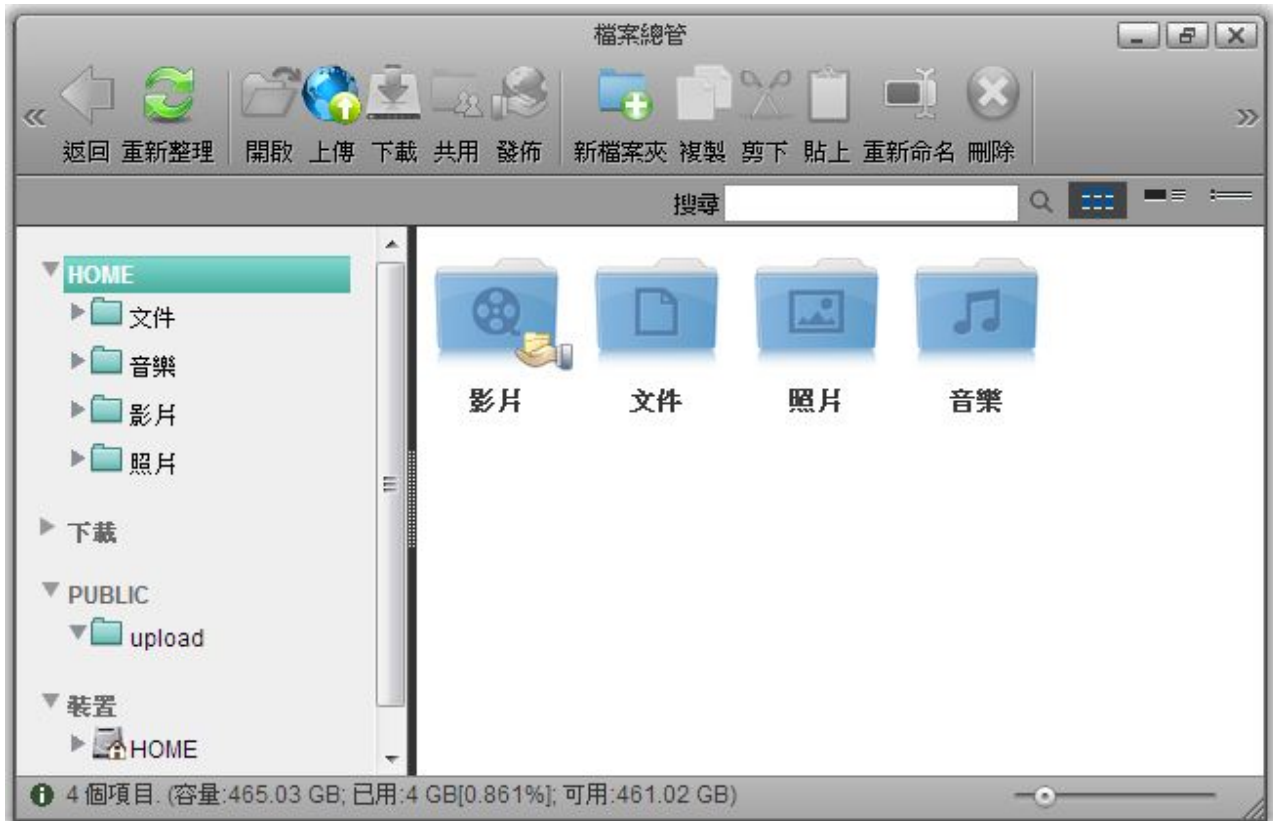 檔案總管
返回 重新整理 開啟 上傳 下載 共用 發佈 新檔案夾 複製 剪下 貼上 重新命名 刪除
搜尋
HOME
文件
音樂
影片
照片
下載
PUBLIC
upload
裝置
HOME
影片 文件 照片 音樂
4 個項目. (容量:465.03 GB; 已用:4 GB[0.861%]; 可用:461.02 GB)